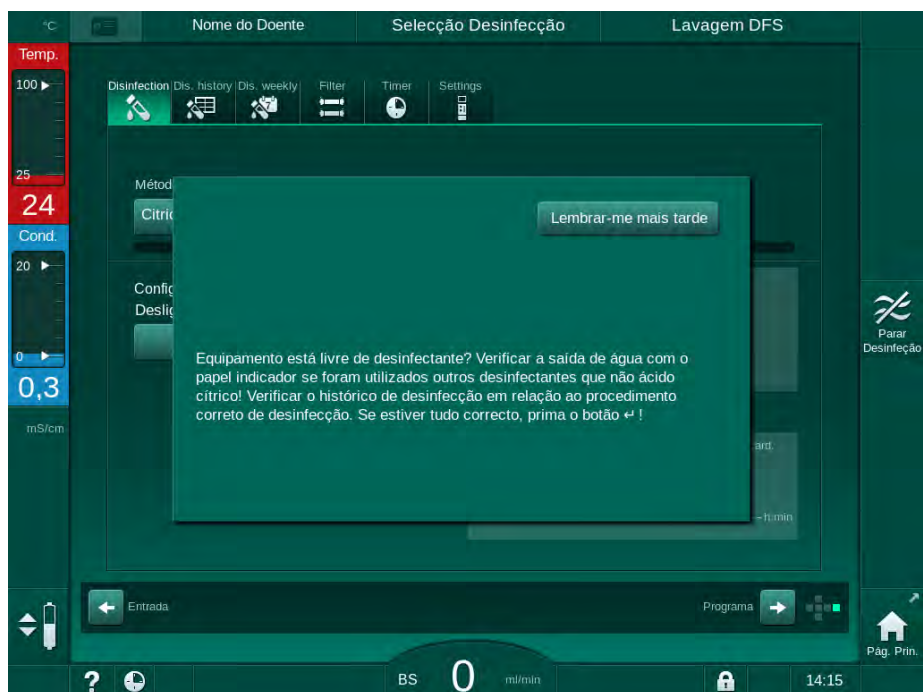 °C
Nome do Doente
Selecção Desinfecção
Lavagem DFS
Temp.
100
25
24
Cond.
20
0
0,3
mS/cm
Disinfection
Dis. history
Dis. weekly
Filter
Timer
Settings
7
Métod
Citric
Config
Deslig
Lembrar-me mais tarde
Equipamento está livre de desinfectante? Verificar a saída de água com o
papel indicador se foram utilizados outros desinfectantes que não ácido
cítrico! Verificar o histórico de desinfecção em relação ao procedimento
correto de desinfecção. Se estiver tudo correcto, prima o botão ↵ !
ard.
–h:min
Parar
Desinfeção
Entrada
Programa
Pág. Prin.
?
BS
0
ml/min
14:15